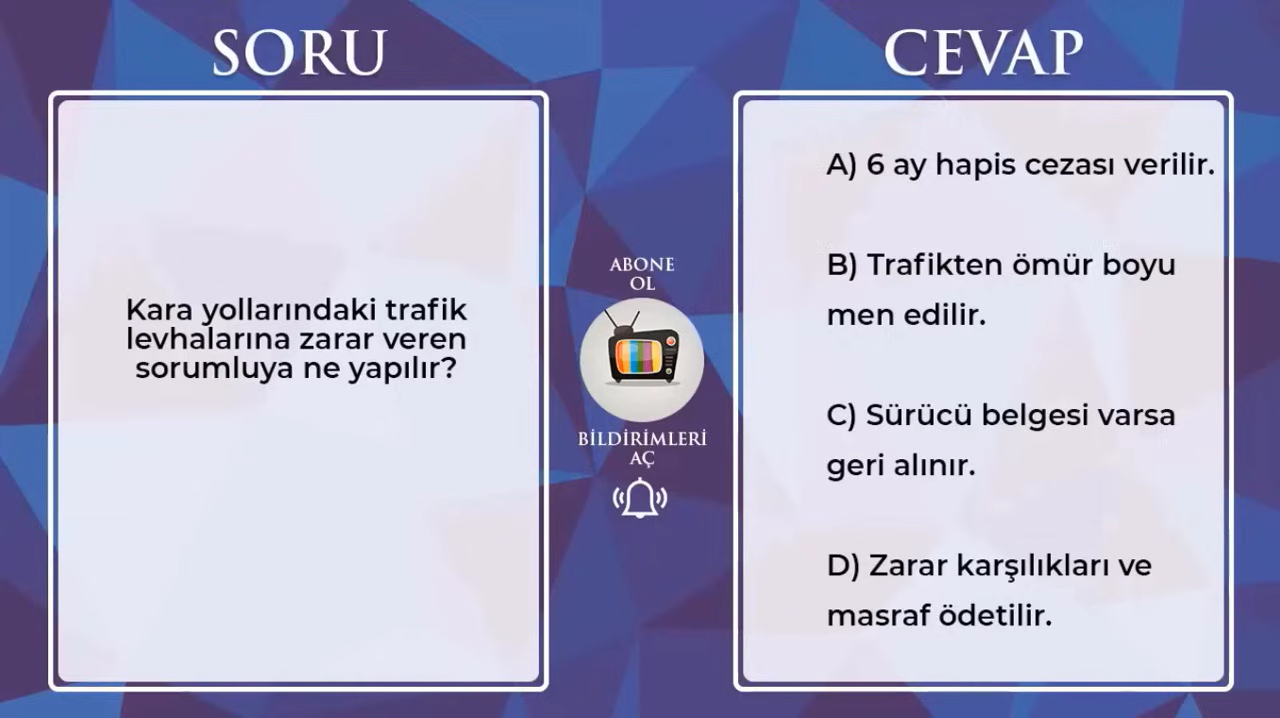 SORU
Kara yollarındaki trafik
levhalarına zarar veren
sorumluya ne yapılır?
ABONE
OL
BİLDİRİMLERİ
AÇ
CEVAP
A) 6 ay hapis cezası verilir.
B) Trafikten ömür boyu
men edilir.
C) Sürücü belgesi varsa
geri alınır.
D) Zarar karşılıkları ve
masraf ödetilir.